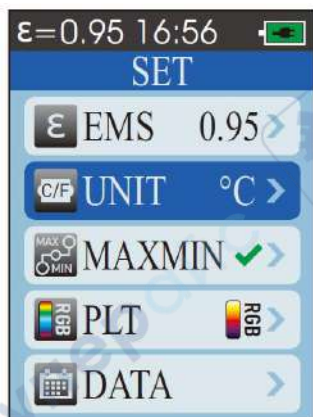 ε=0.95 16:56
SET
ε EMS 0.95
C/F UNIT °C
MAX MIN MAXMIN
RGB PLT RGB
DATA